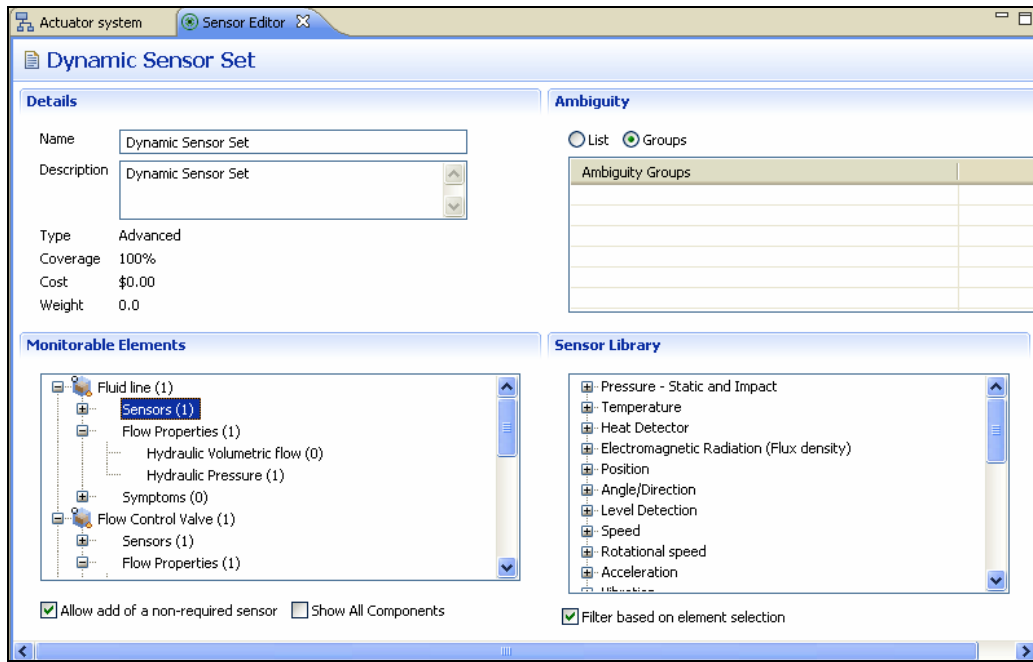 Actuator system
Sensor Editor
Dynamic Sensor Set
Details
Name
Dynamic Sensor Set
Description
Dynamic Sensor Set
Type Advanced
Coverage 100%
Cost $0.00
Weight 0.0
Ambiguity
List Groups
Ambiguity Groups
Monitorable Elements
Fluid line (1)
Sensors (1)
Flow Properties (1)
Hydraulic Volumetric flow (0)
Hydraulic Pressure (1)
Symptoms (0)
Flow Control Valve (1)
Sensors (1)
Flow Properties (1)
Allow add of a non-required sensor Show All Components
Sensor Library
Pressure - Static and Impact
Temperature
Heat Detector
Electromagnetic Radiation (Flux density)
Position
Angle/Direction
Level Detection
Speed
Rotational speed
Acceleration
Filter based on element selection